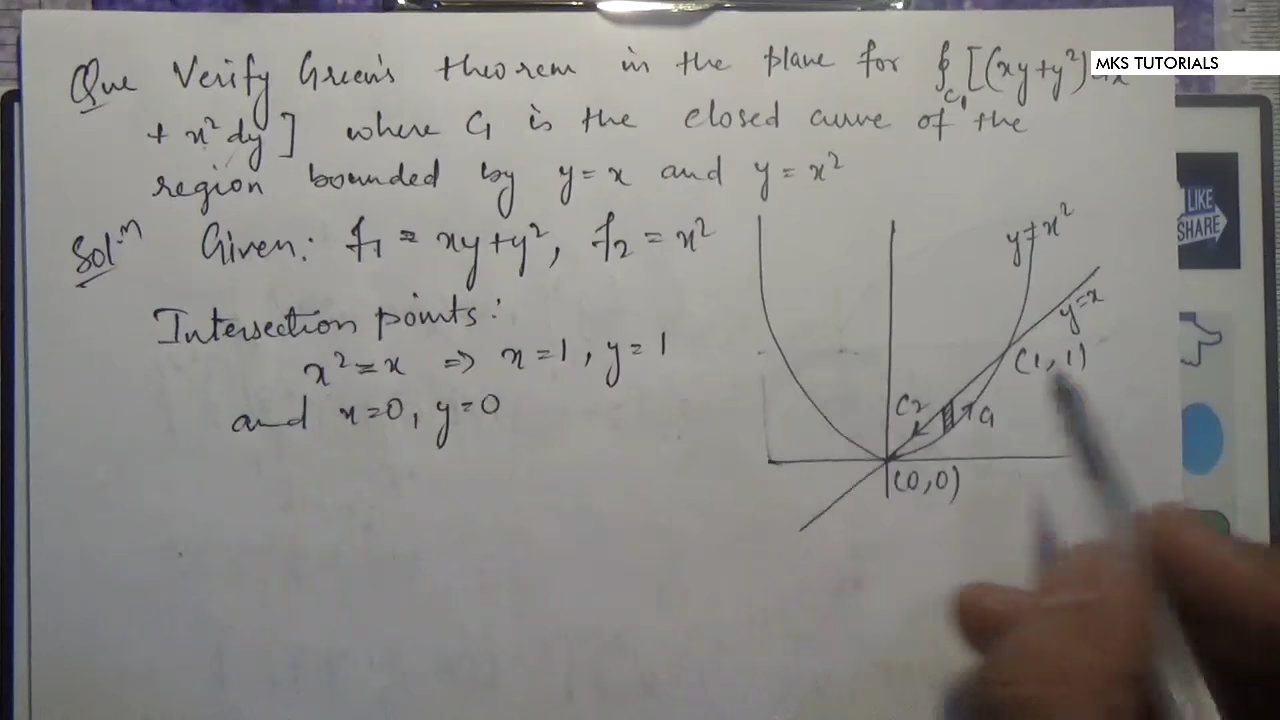 Que Verify Green's theorem in the plane for ∮C₁ [(xy+y²)
MKS TUTORIALS
+ x²dy] where C₁ is the closed curve of the
region bounded by y=x and y=x²
Solⁿ Given: f₁ = xy+y², f₂ = x²
LIKE
SHARE
y=x²
y=x
Intersection points:
x²=x ⇒ x=1, y=1
(1,1)
and x=0, y=0
C₂
C₁
(0,0)